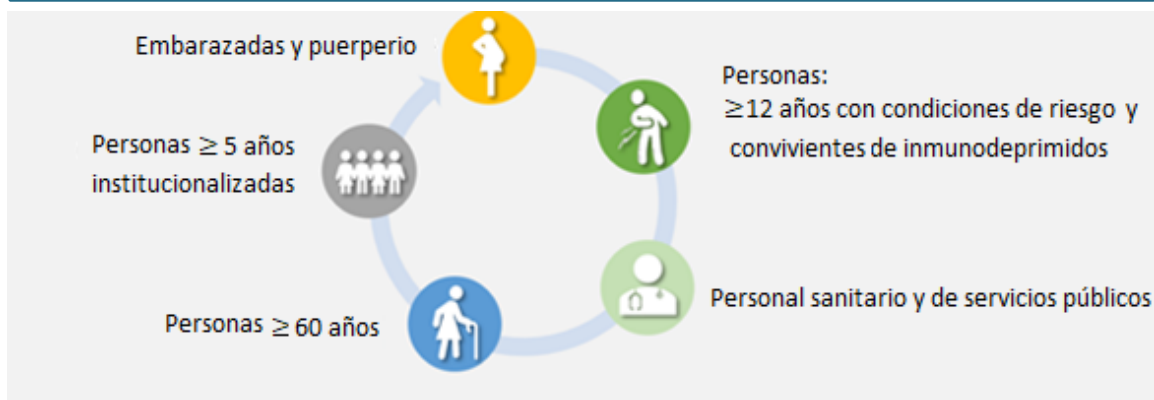 Embarazadas y puerperio
Personas:
≥12 años con condiciones de riesgo y
convivientes de inmunodeprimidos
Personas ≥ 5 años
institucionalizadas
Personal sanitario y de servicios públicos
Personas ≥ 60 años